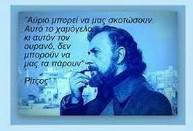 "Αύριο μπορεί να μας σκοτώσουν.
Αυτό το χαμόγελο
κι αυτόν τον
ουρανό, δεν
μπορούν να
μας τα πάρουν"
Ρίτσος